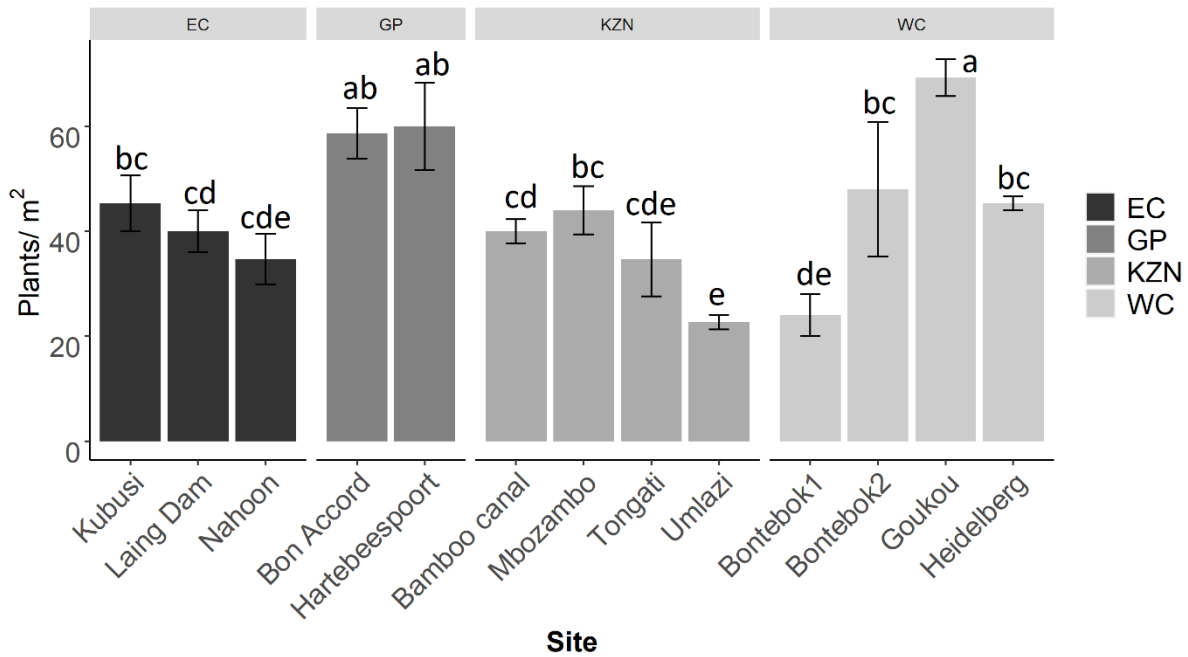 EC GP KZN WC
Plants/ m²
60
40
20
0
bc
cd
cde
ab
ab
cd
bc
cde
e
de
bc
a
bc
Kubusi
Laing Dam
Nahoon
Bon Accord
Hartebeespoort
Bamboo canal
Mbozambo
Tongati
Umlazi
Bontebok1
Bontebok2
Goukou
Heidelberg
Site
EC
GP
KZN
WC